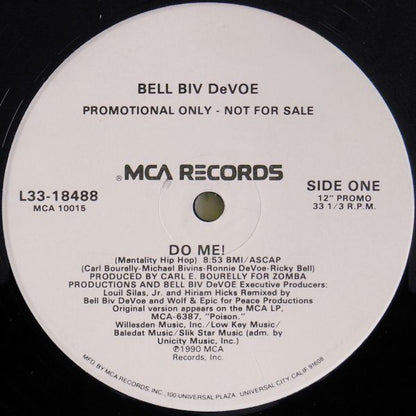 BELL BIV DeVOE
PROMOTIONAL ONLY - NOT FOR SALE
® MCA RECORDS
L33-18488
MCA 10015
SIDE ONE
12" PROMO
33 1/3 R.P.M.
DO ME!
(Mentality Hip Hop) 8:53 BMI/ASCAP
(Carl Bourelly-Michael Bivins-Ronnie DeVoe-Ricky Bell)
PRODUCED BY CARL E. BOURELLY FOR ZOMBA
PRODUCTIONS AND BELL BIV DEVOE Executive Producers:
Louil Silas, Jr. and Hiriam Hicks Remixed by
Bell Biv DeVoe and Wolf & Epic for Peace Productions
Original version appears on the MCA LP,
MCA-6387, "Poison."
Willesden Music, Inc./Low Key Music/
Baledat Music/Slik Star Music (adm. by
Unicity Music, Inc.)
℗1990 MCA
Records, Inc.
MFD. BY MCA RECORDS, INC., 100 UNIVERSAL PLAZA, UNIVERSAL CITY, CALIF. 91608